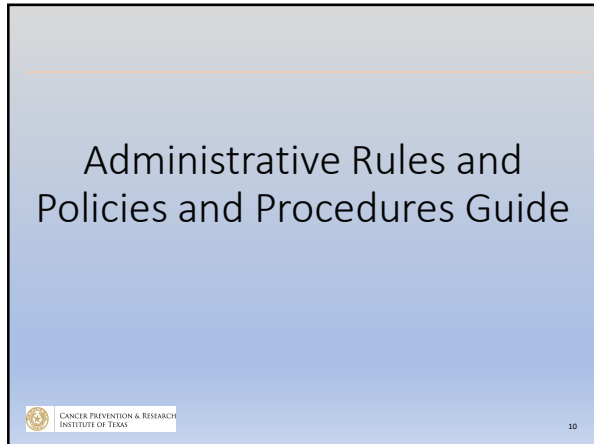 Administrative Rules and
Policies and Procedures Guide
CANCER PREVENTION & RESEARCH
INSTITUTE OF TEXAS
10